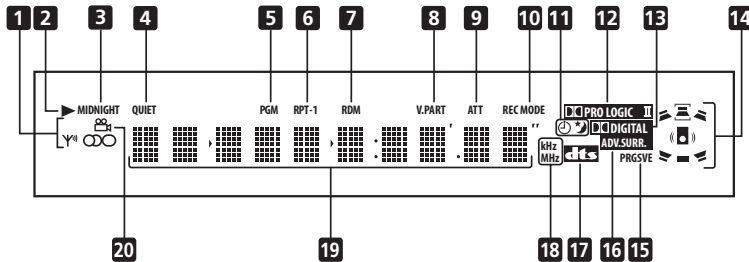 1 2 3 4 5 6 7 8 9 10 11 12 13 14
MIDNIGHT QUIET PGM RPT-1 RDM V.PART ATT REC MODE
PRO LOGIC II
DIGITAL
ADV.SURR.
PRGSVE
kHz
MHz
dts
20 19 18 17 16 15